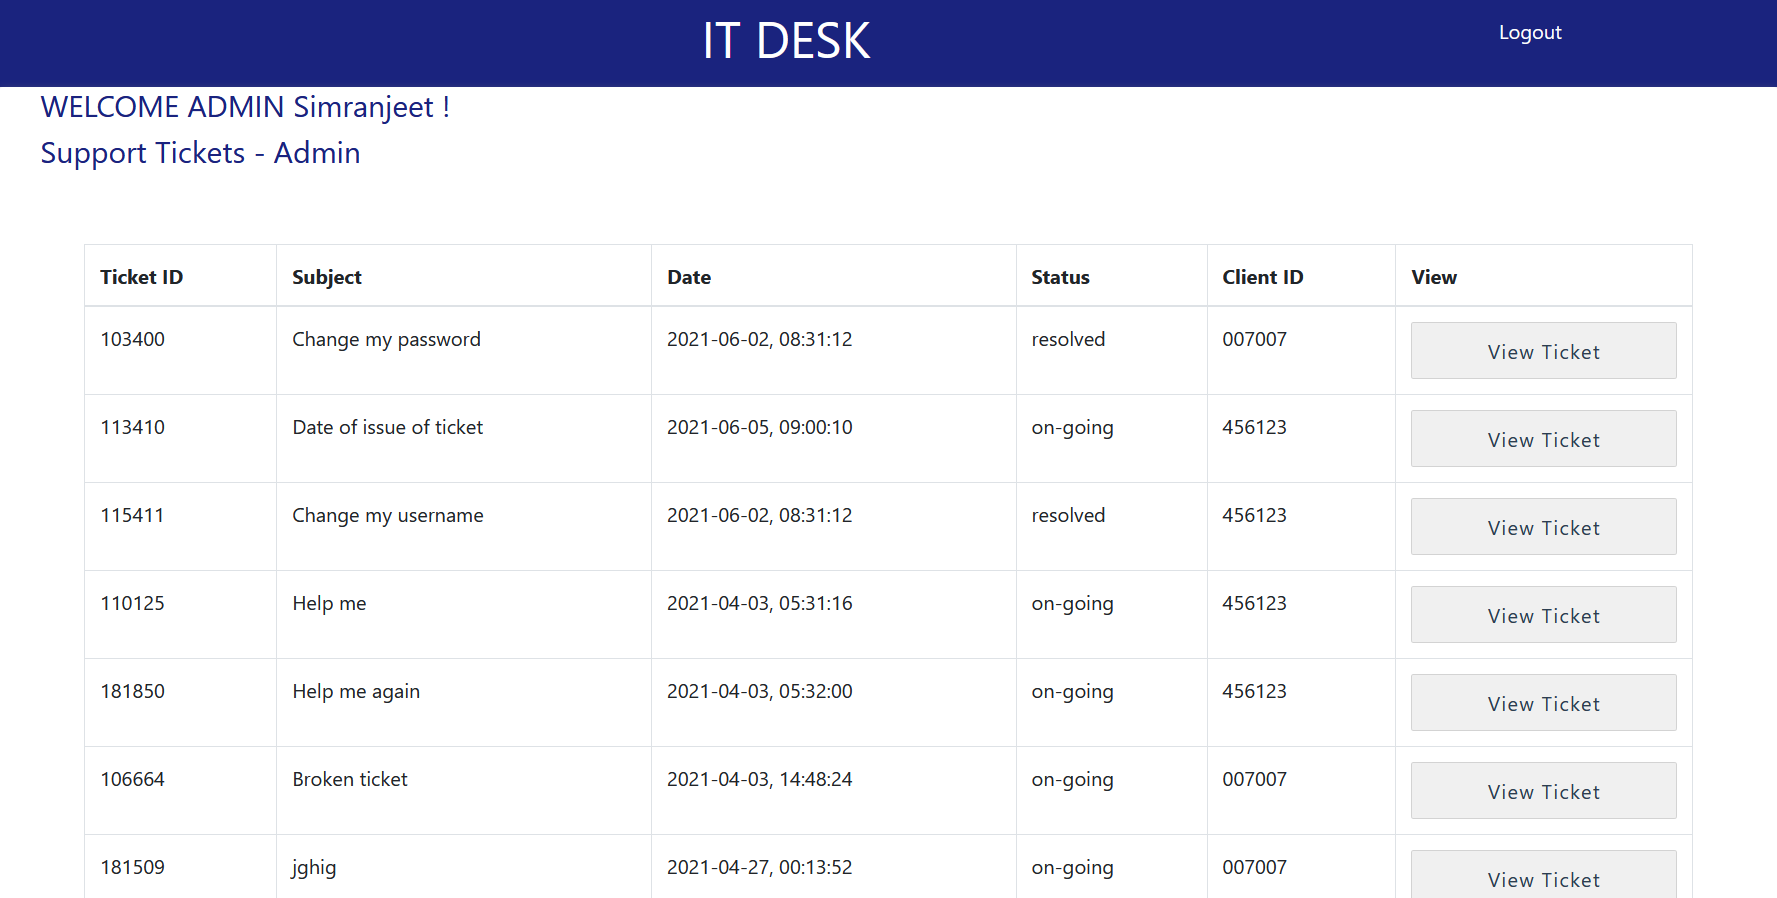 IT DESK
Logout
WELCOME ADMIN Simranjeet !
Support Tickets - Admin
Ticket ID Subject Date Status Client ID View
103400 Change my password 2021-06-02, 08:31:12 resolved 007007 View Ticket
113410 Date of issue of ticket 2021-06-05, 09:00:10 on-going 456123 View Ticket
115411 Change my username 2021-06-02, 08:31:12 resolved 456123 View Ticket
110125 Help me 2021-04-03, 05:31:16 on-going 456123 View Ticket
181850 Help me again 2021-04-03, 05:32:00 on-going 456123 View Ticket
106664 Broken ticket 2021-04-03, 14:48:24 on-going 007007 View Ticket
181509 jghig 2021-04-27, 00:13:52 on-going 007007 View Ticket